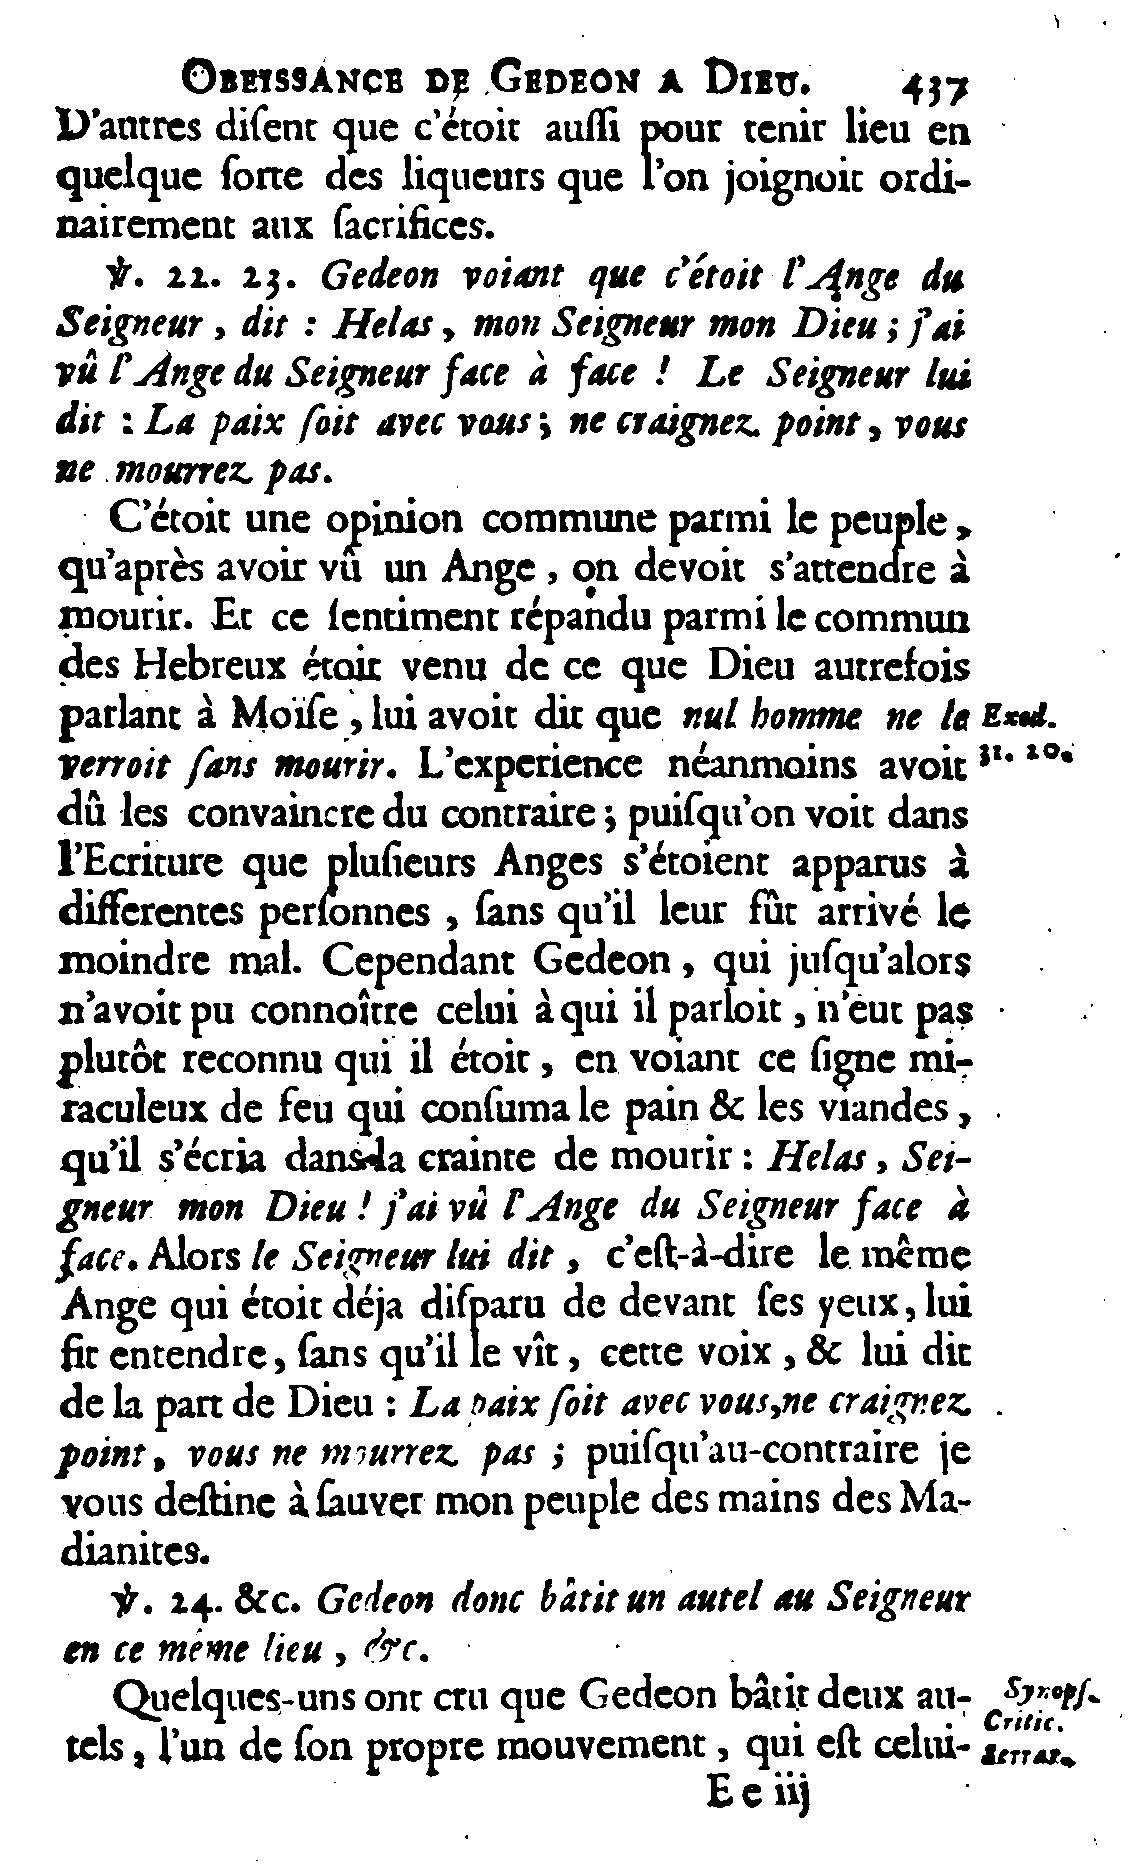 OBEISSANCE DE GEDEON A DIEU. 437
D'autres diſent que c'étoit auſſi pour tenir lieu en
quelque ſorte des liqueurs que l'on joignoit ordi-
nairement aux ſacrifices.
℣. 22. 23. Gedeon voiant que c'étoit l'Ange du
Seigneur, dit : Helas, mon Seigneur mon Dieu ; j'ai
vû l'Ange du Seigneur face à face ! Le Seigneur lui
dit : La paix ſoit avec vous ; ne craignez point, vous
ne mourrez pas.
C'étoit une opinion commune parmi le peuple,
qu'après avoir vû un Ange, on devoit s'attendre à
mourir. Et ce ſentiment répandu parmi le commun
des Hebreux étoit venu de ce que Dieu autrefois
parlant à Moïſe, lui avoit dit que nul homme ne le Exod.
verroit ſans mourir. L'experience néanmoins avoit 31. 20.
dû les convaincre du contraire ; puiſqu'on voit dans
l'Ecriture que pluſieurs Anges s'étoient apparus à
differentes perſonnes, ſans qu'il leur fût arrivé le
moindre mal. Cependant Gedeon, qui juſqu'alors
n'avoit pu connoître celui à qui il parloit, n'eut pas
plutôt reconnu qui il étoit, en voiant ce ſigne mi-
raculeux de feu qui conſuma le pain & les viandes,
qu'il s'écria dans la crainte de mourir : Helas, Sei-
gneur mon Dieu ! j'ai vû l'Ange du Seigneur face à
face. Alors le Seigneur lui dit, c'eſt-à-dire le même
Ange qui étoit déja diſparu de devant ſes yeux, lui
fit entendre, ſans qu'il le vît, cette voix, & lui dit
de la part de Dieu : La paix ſoit avec vous, ne craignez
point, vous ne mourrez pas ; puiſqu'au-contraire je
vous deſtine à ſauver mon peuple des mains des Ma-
dianites.
℣. 24. &c. Gedeon donc bâtit un autel au Seigneur
en ce même lieu, &c.
Quelques-uns ont cru que Gedeon bâtit deux au- Synopſ.
Critic.
tels, l'un de ſon propre mouvement, qui eſt celui-
E e iij